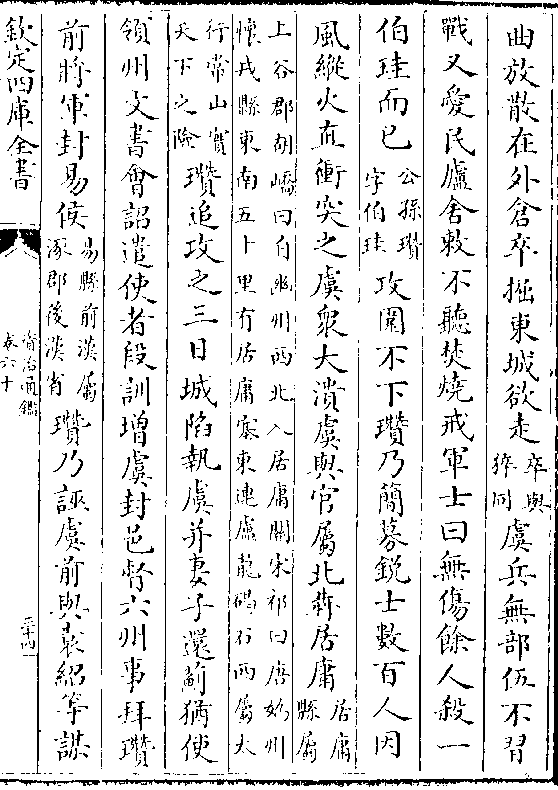 曲放散在外倉卒掘東城欲走卒與猝同虞兵無部伍不習
戰又愛民廬舍敕不聽焚燒戒軍士曰無傷餘人殺一
伯珪而已公孫瓚字伯珪攻圍不下瓚乃簡募銳士數百人因
風縱火直衝突之虞衆大潰虞與官屬北奔居庸居庸縣屬
上谷郡胡嶠曰自幽州西北入居庸關宋祁曰唐媯州
懷戎縣東南五十里有居庸塞東連盧龍碣石西屬太
行常山實天下之險瓚追攻之三日城陷執虞并妻子還薊猶使
領州文書會詔遣使者段訓增虞封邑督六州事拜瓚
前將軍封易侯易縣前漢屬涿郡後漢省瓚乃誣虞前與袁紹等謀
欽定四庫全書
資治通鑑
卷六十
二十四